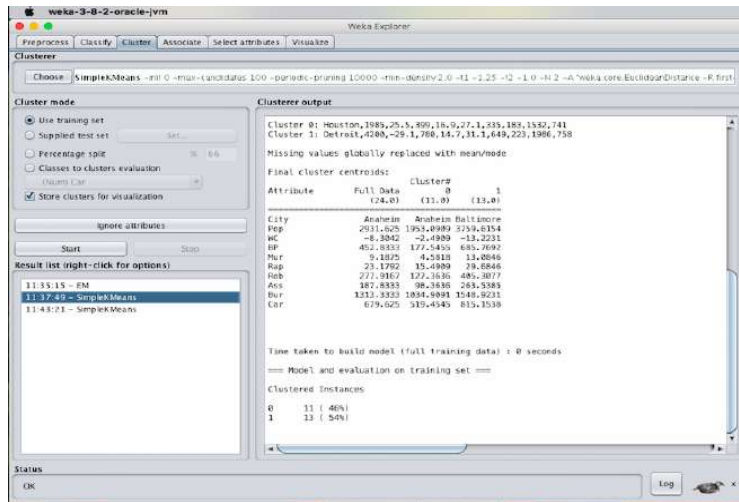 weka-3-8-2-oracle-jvm
Weka Explorer
Preprocess Classify Cluster Associate Select attributes Visualize
Clusterer
Choose SimpleKMeans -init 0 -max-candidates 100 -periodic-pruning 10000 -min-density 2.0 -t1 -1.25 -t2 -1.0 -N 2 -A "weka.core.EuclideanDistance -R first-
Cluster mode
Use training set
Supplied test set Set...
Percentage split % 66
Classes to clusters evaluation
(Num) Car
Store clusters for visualization
Ignore attributes
Start Stop
Result list (right-click for options)
11:35:15 - EM
11:37:49 - SimpleKMeans
11:43:21 - SimpleKMeans
Clusterer output
Cluster 0: Houston,1985,25.5,399,16.9,27.1,335,183,1532,741
Cluster 1: Detroit,4200,-29.1,780,14.7,31.1,649,223,1986,758
Missing values globally replaced with mean/mode
Final cluster centroids:
Cluster#
Attribute Full Data 0 1
(24.0) (11.0) (13.0)
City Anaheim Anaheim Baltimore
Pop 2931.625 1953.0909 3759.6154
WC -8.3042 -2.4909 -13.2231
BP 452.8333 177.5455 685.7692
Mur 9.1875 4.5818 13.0846
Rap 23.1792 15.4909 29.6846
Rob 277.9167 127.3636 405.3077
Ass 187.8333 98.3636 263.5385
Bur 1313.3333 1034.9091 1548.9231
Car 679.625 519.4545 815.1538
Time taken to build model (full training data) : 0 seconds
=== Model and evaluation on training set ===
Clustered Instances
0 11 ( 46%)
1 13 ( 54%)
Status
OK
Log
x 0